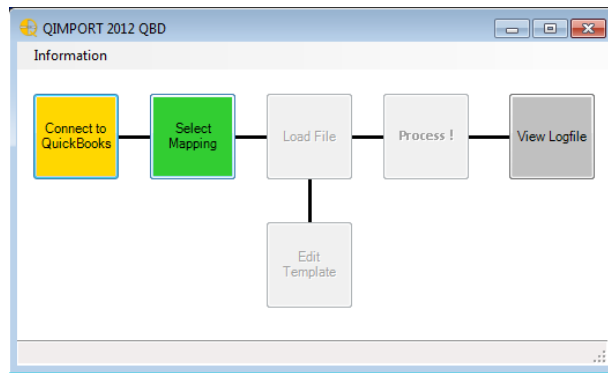 QIMPORT 2012 QBD
Information
Connect to
QuickBooks
Select
Mapping
Load File
Process !
View Logfile
Edit
Template